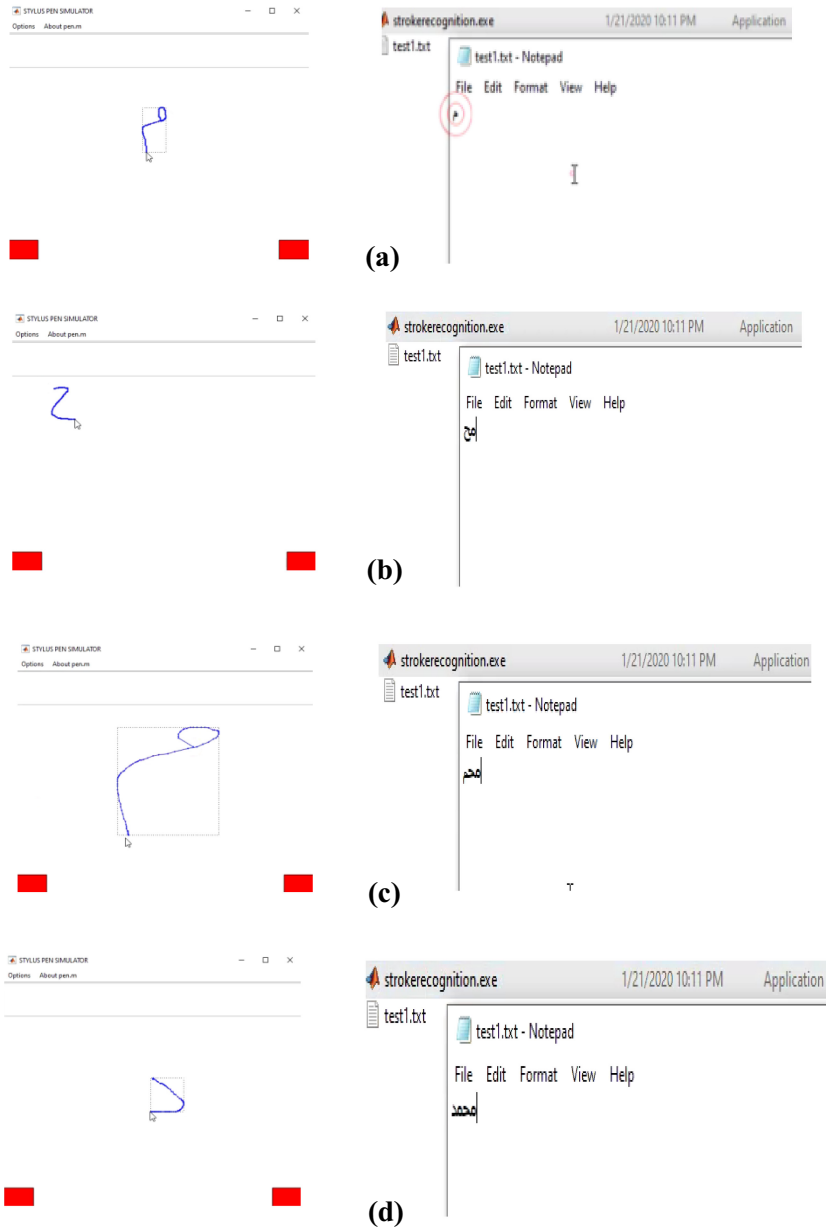 STYLUS PEN SIMULATOR
Options About pen.m
strokerecognition.exe 1/21/2020 10:11 PM Application
test1.txt
test1.txt - Notepad
File Edit Format View Help
م
(a)
STYLUS PEN SIMULATOR
Options About pen.m
strokerecognition.exe 1/21/2020 10:11 PM Application
test1.txt
test1.txt - Notepad
File Edit Format View Help
مح
(b)
STYLUS PEN SIMULATOR
Options About pen.m
strokerecognition.exe 1/21/2020 10:11 PM Application
test1.txt
test1.txt - Notepad
File Edit Format View Help
محم
(c)
STYLUS PEN SIMULATOR
Options About pen.m
strokerecognition.exe 1/21/2020 10:11 PM Application
test1.txt
test1.txt - Notepad
File Edit Format View Help
محمد
(d)